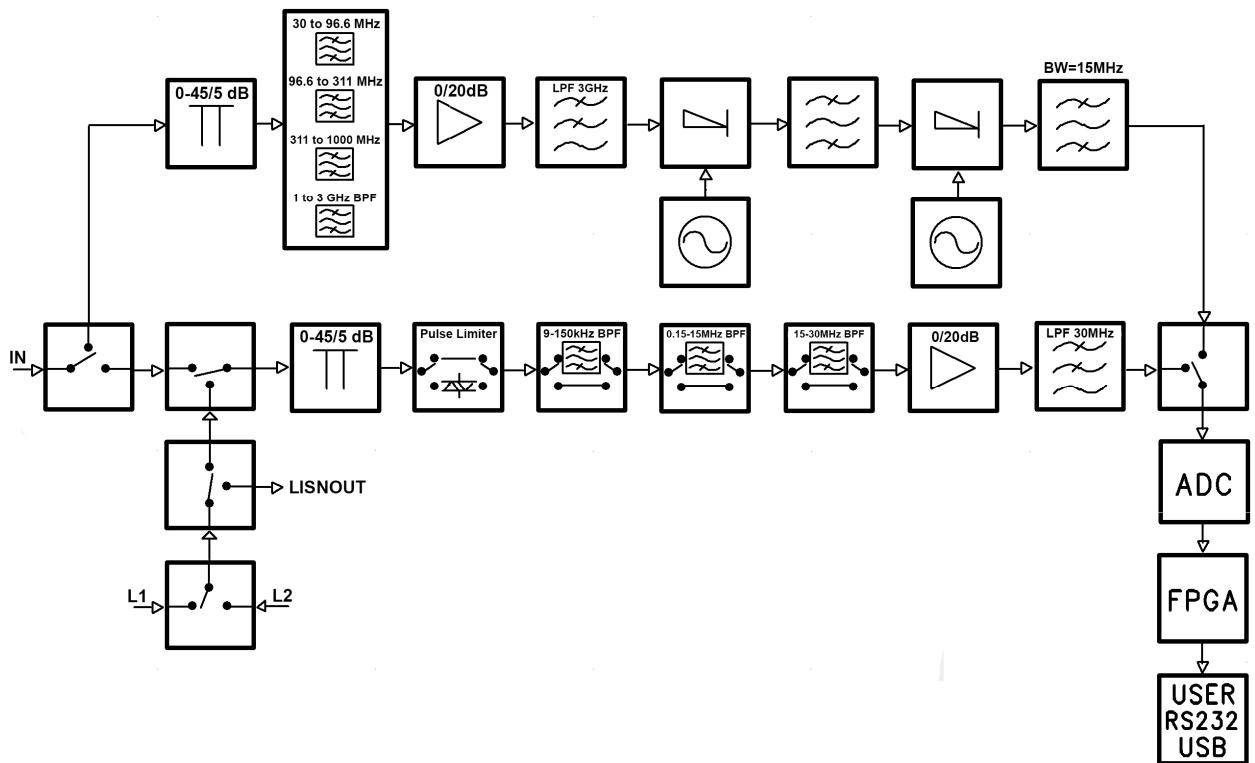 30 to 96.6 MHz
96.6 to 311 MHz
311 to 1000 MHz
1 to 3 GHz BPF
0-45/5 dB
0/20dB
LPF 3GHz
BW=15MHz
IN
0-45/5 dB
Pulse Limiter
9-150kHz BPF
0.15-15MHz BPF
15-30MHz BPF
0/20dB
LPF 30MHz
LISNOUT
L1
L2
ADC
FPGA
USER
RS232
USB